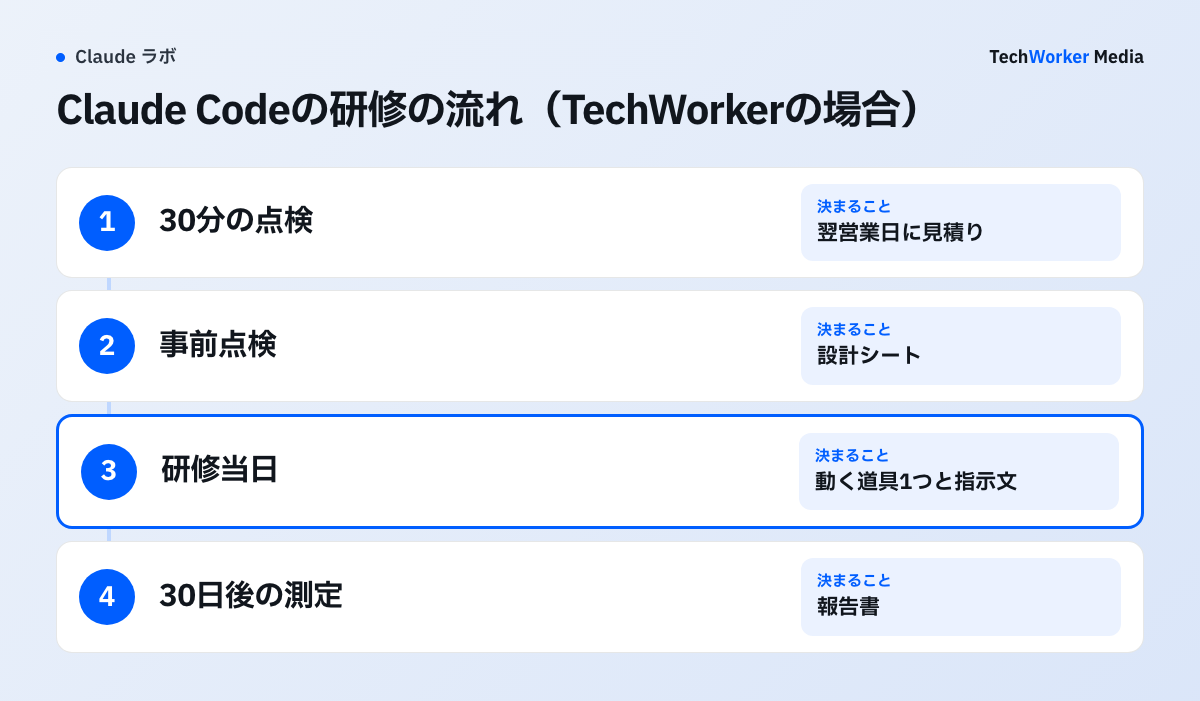 Claude ラボ
TechWorker Media
Claude Codeの研修の流れ（TechWorkerの場合）
1
30分の点検
決まること
翌営業日に見積り
2
事前点検
決まること
設計シート
3
研修当日
決まること
動く道具1つと指示文
4
30日後の測定
決まること
報告書